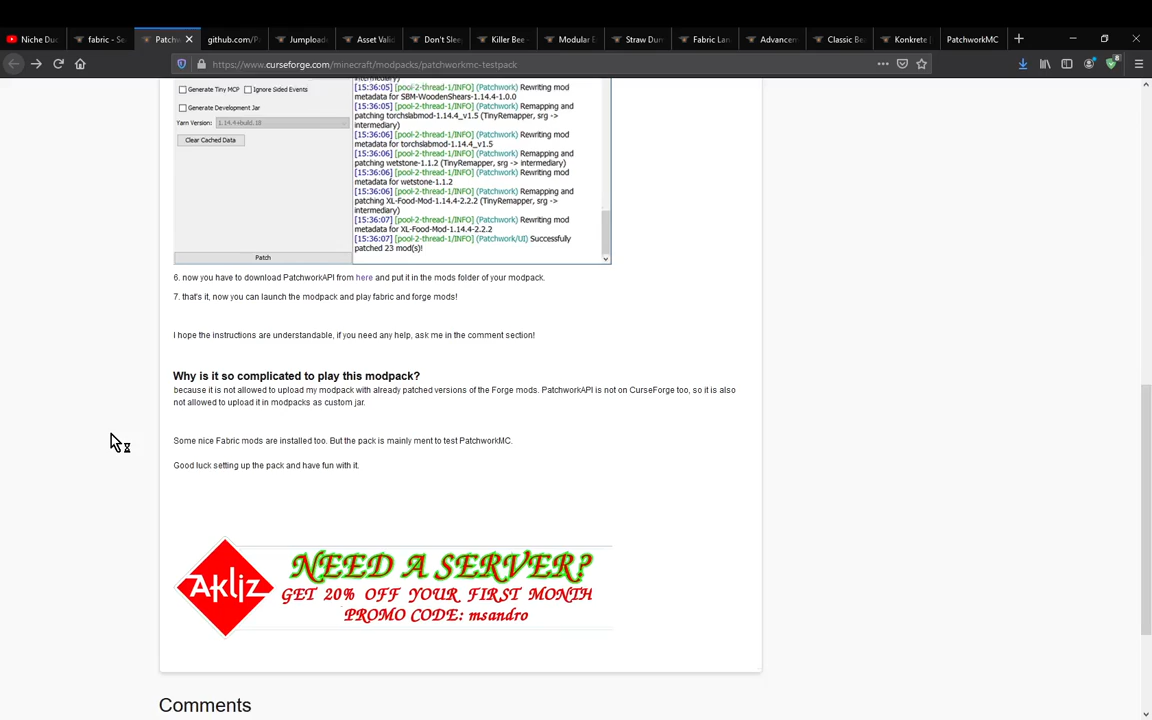 Niche Duc
fabric - Se
Patchw
github.com/P
Jumploade
Asset Valid
Don't Slee
Killer Bee
Modular E
Straw Dum
Fabric Lan
Advancem
Classic Bea
Konkrete
PatchworkMC
https://www.curseforge.com/minecraft/modpacks/patchworkmc-testpack
8
Generate Tiny MCP Ignore Sided Events
Generate Development Jar
Yarn Version: 1.14.4+build.18
Clear Cached Data
Patch
intermediary)
[15:36:05] [pool-2-thread-1/INFO] (Patchwork) Rewriting mod
metadata for SBM-WoodenShears-1.14.4-1.0.0
[15:36:05] [pool-2-thread-1/INFO] (Patchwork) Remapping and
patching torchslabmod-1.14.4_v1.5 (TinyRemapper, srg ->
intermediary)
[15:36:06] [pool-2-thread-1/INFO] (Patchwork) Rewriting mod
metadata for torchslabmod-1.14.4_v1.5
[15:36:06] [pool-2-thread-1/INFO] (Patchwork) Remapping and
patching wetstone-1.1.2 (TinyRemapper, srg -> intermediary)
[15:36:06] [pool-2-thread-1/INFO] (Patchwork) Rewriting mod
metadata for wetstone-1.1.2
[15:36:06] [pool-2-thread-1/INFO] (Patchwork) Remapping and
patching XL-Food-Mod-1.14.4-2.2.2 (TinyRemapper, srg ->
intermediary)
[15:36:07] [pool-2-thread-1/INFO] (Patchwork) Rewriting mod
metadata for XL-Food-Mod-1.14.4-2.2.2
[15:36:07] [pool-2-thread-1/INFO] (Patchwork/UI) Successfully
patched 23 mod(s)!
6. now you have to download PatchworkAPI from here and put it in the mods folder of your modpack.
7. that's it, now you can launch the modpack and play fabric and forge mods!
I hope the instructions are understandable, if you need any help, ask me in the comment section!
Why is it so complicated to play this modpack?
because it is not allowed to upload my modpack with already patched versions of the Forge mods. PatchworkAPI is not on CurseForge too, so it is also
not allowed to upload it in modpacks as custom jar.
Some nice Fabric mods are installed too. But the pack is mainly ment to test PatchworkMC.
Good luck setting up the pack and have fun with it.
AKLIZ
NEED A SERVER?
GET 20% OFF YOUR FIRST MONTH
PROMO CODE: msandro
Comments